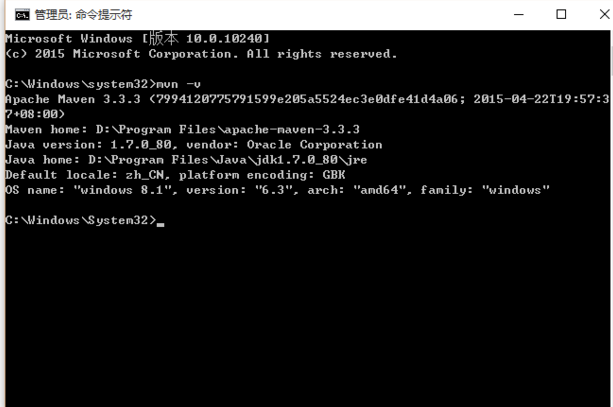 管理员: 命令提示符
Microsoft Windows [版本 10.0.10240]
(c) 2015 Microsoft Corporation. All rights reserved.
C:\Windows\system32>mvn -v
Apache Maven 3.3.3 (7994120775791599e205a5524ec3e0dfe41d4a06; 2015-04-22T19:57:3
7+08:00)
Maven home: D:\Program Files\apache-maven-3.3.3
Java version: 1.7.0_80, vendor: Oracle Corporation
Java home: D:\Program Files\Java\jdk1.7.0_80\jre
Default locale: zh_CN, platform encoding: GBK
OS name: "windows 8.1", version: "6.3", arch: "amd64", family: "windows"
C:\Windows\System32>